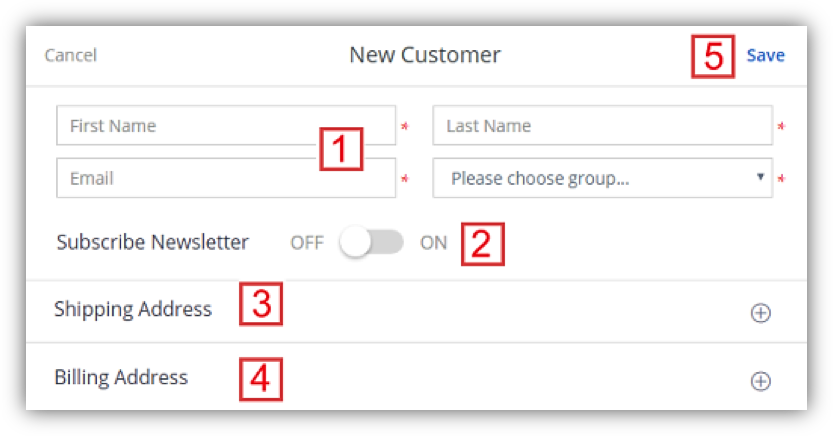 Cancel New Customer 5 Save
First Name * Last Name *
1
Email * Please choose group... *
Subscribe Newsletter OFF ON 2
Shipping Address 3
Billing Address 4